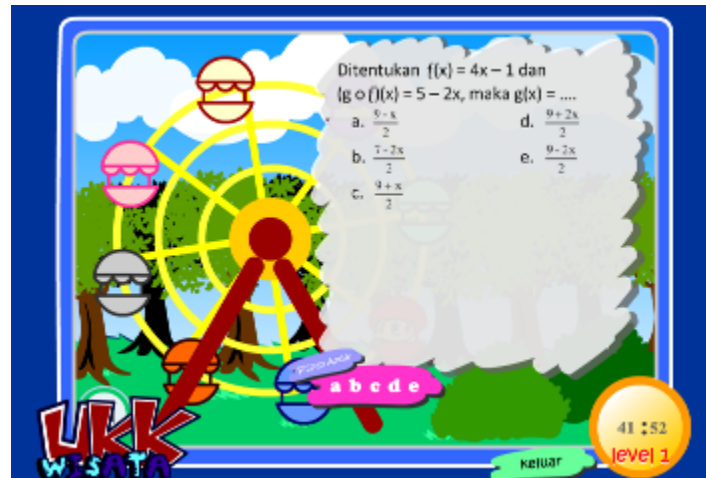 Ditentukan f(x) = 4x – 1 dan
(g o f)(x) = 5 – 2x, maka g(x) = ....
a. 9 - x / 2
d. 9 + 2x / 2
b. 7 - 2x / 2
e. 9 - 2x / 2
c. 9 + x / 2
a b c d e
UKK
WISATA
41 : 52
level 1
Keluar